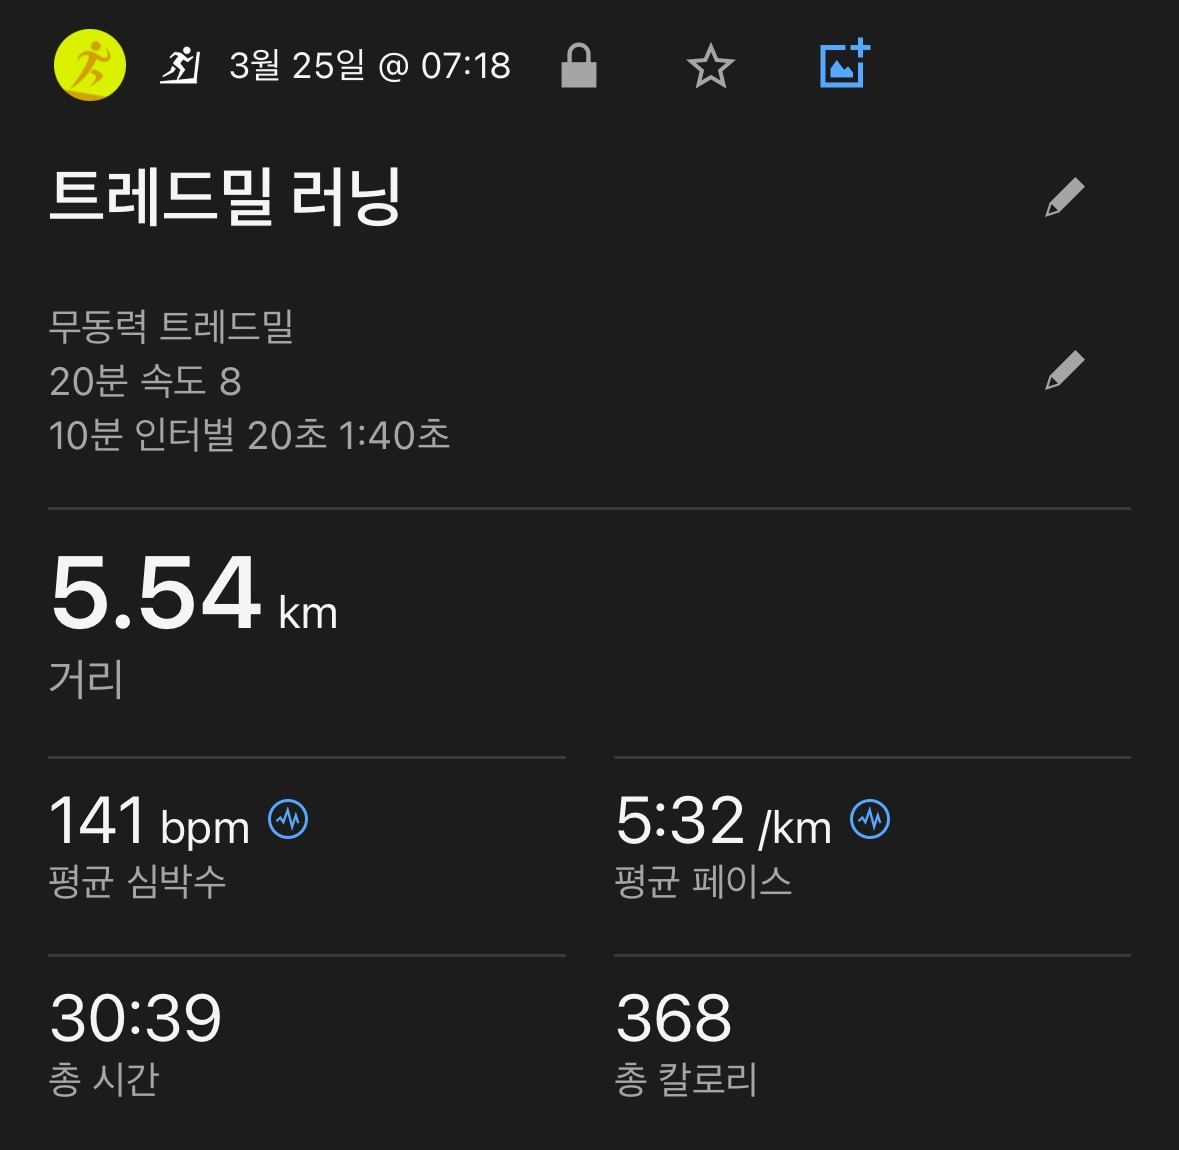 3월 25일 @ 07:18
트레드밀 러닝
무동력 트레드밀
20분 속도 8
10분 인터벌 20초 1:40초
5.54 km
거리
141 bpm
평균 심박수
5:32 /km
평균 페이스
30:39
총 시간
368
총 칼로리